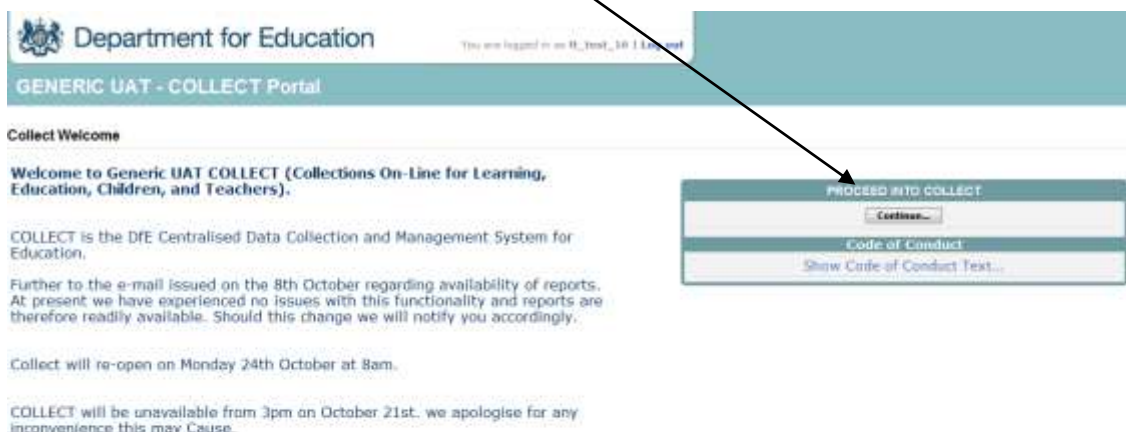 Department for Education
You are logged in as | Log out
GENERIC UAT - COLLECT Portal
Collect Welcome
Welcome to Generic UAT COLLECT (Collections On-Line for Learning,
Education, Children, and Teachers).
PROCEED INTO COLLECT
Continue...
Code of Conduct
Show Code of Conduct Text...
COLLECT is the DfE Centralised Data Collection and Management System for
Education.
Further to the e-mail issued on the 8th October regarding availability of reports.
At present we have experienced no issues with this functionality and reports are
therefore readily available. Should this change we will notify you accordingly.
Collect will re-open on Monday 24th October at 8am.
COLLECT will be unavailable from 3pm on October 21st. we apologise for any
inconvenience this may Cause.